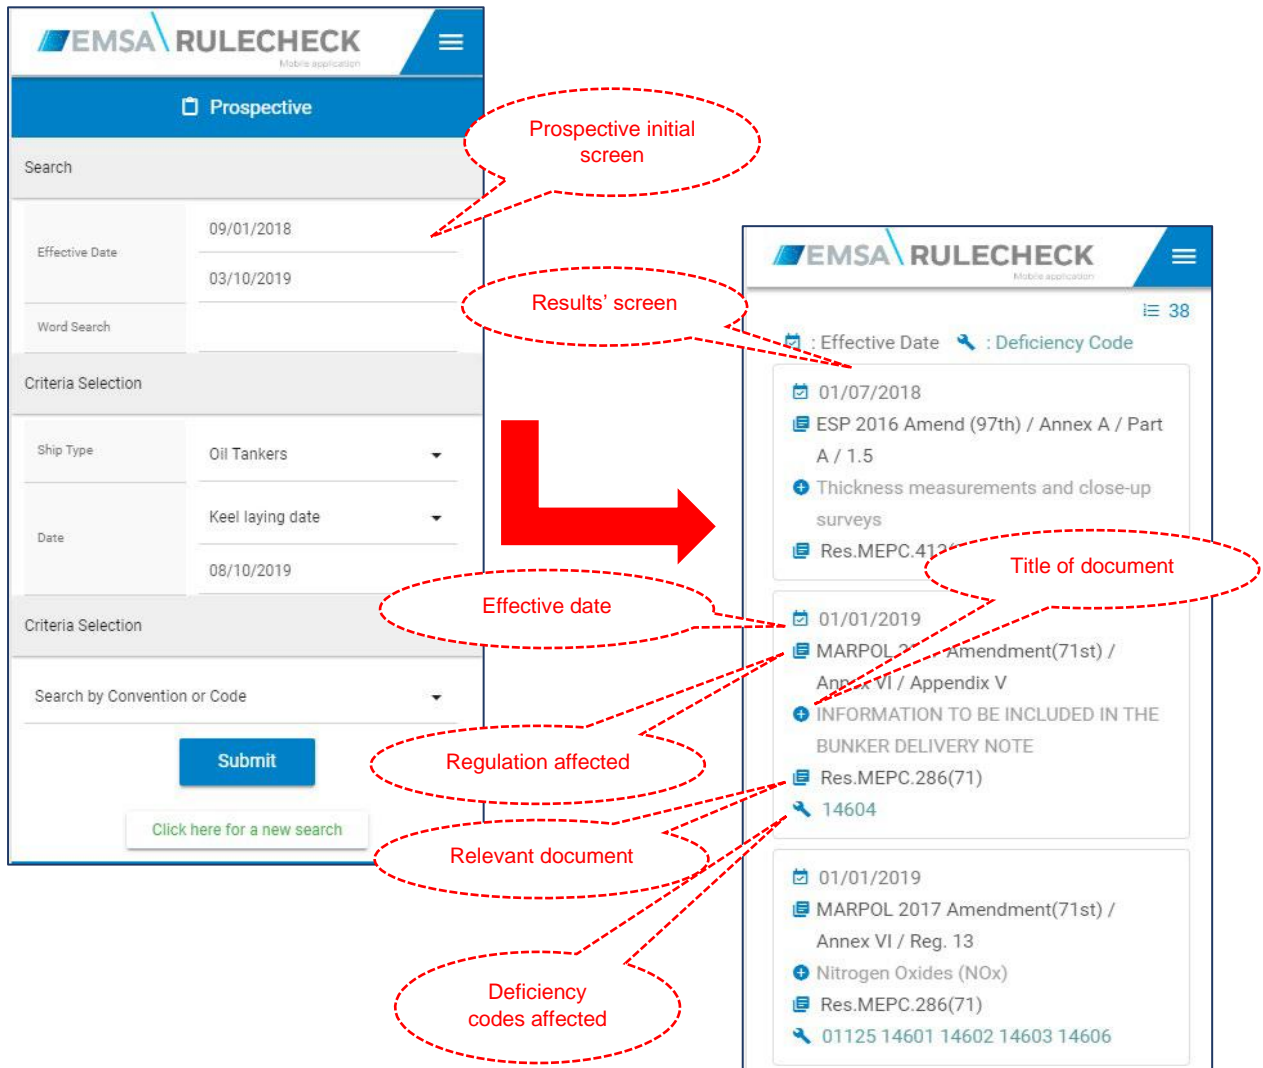 EMSA RULECHECK
Mobile application
Prospective
Search
Effective Date
09/01/2018
03/10/2019
Word Search
Criteria Selection
Ship Type
Oil Tankers
Date
Keel laying date
08/10/2019
Criteria Selection
Search by Convention or Code
Submit
Click here for a new search
Prospective initial
screen
Results' screen
Effective date
Regulation affected
Relevant document
Deficiency
codes affected
Title of document
EMSA RULECHECK
Mobile application
38
: Effective Date : Deficiency Code
01/07/2018
ESP 2016 Amend (97th) / Annex A / Part
A / 1.5
Thickness measurements and close-up
surveys
01/01/2019
MARPOL Amendment(71st) /
Annex VI / Appendix V
INFORMATION TO BE INCLUDED IN THE
BUNKER DELIVERY NOTE
Res.MEPC.286(71)
14604
01/01/2019
MARPOL 2017 Amendment(71st) /
Annex VI / Reg. 13
Nitrogen Oxides (NOx)
Res.MEPC.286(71)
01125 14601 14602 14603 14606